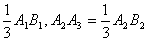 1/3 A₁B₁, A₂A₃ = 1/3 A₂B₂